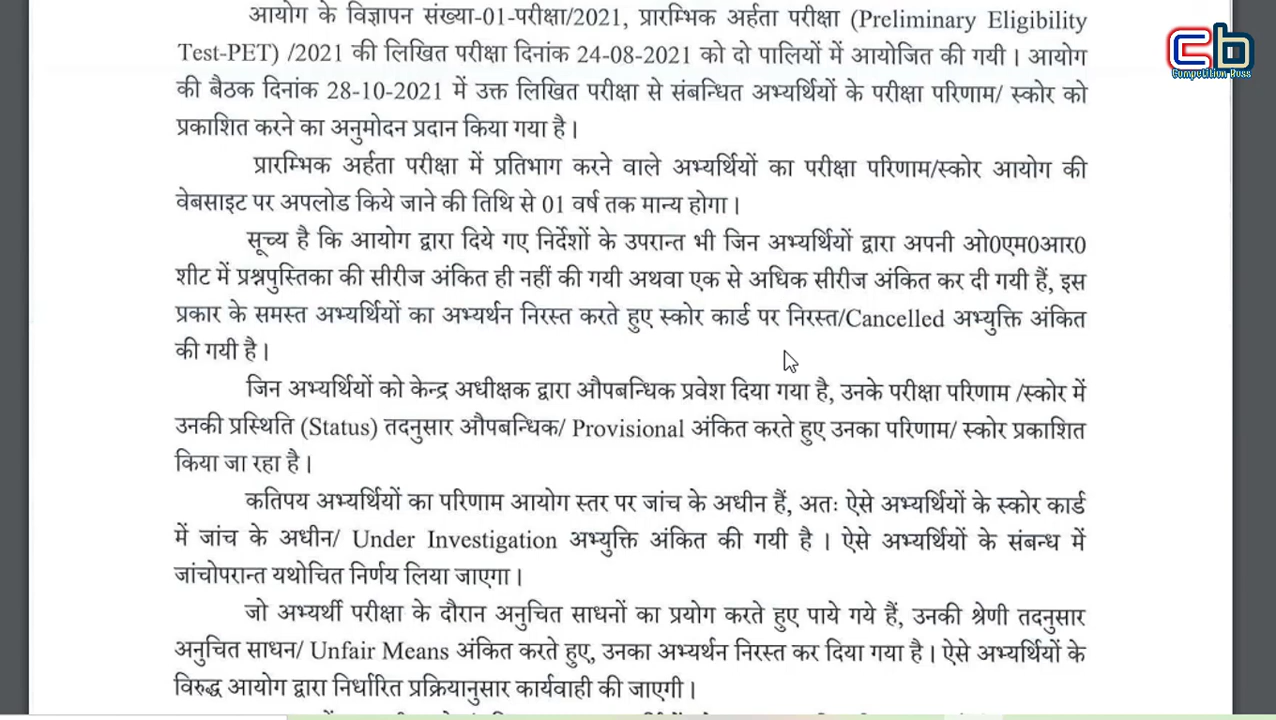 आयोग के विज्ञापन संख्या-01-परीक्षा/2021, प्रारम्भिक अर्हता परीक्षा (Preliminary Eligibility
Cb
Competition Boss
Test-PET) /2021 की लिखित परीक्षा दिनांक 24-08-2021 को दो पालियों में आयोजित की गयी । आयोग
की बैठक दिनांक 28-10-2021 में उक्त लिखित परीक्षा से संबन्धित अभ्यर्थियों के परीक्षा परिणाम/ स्कोर को
प्रकाशित करने का अनुमोदन प्रदान किया गया है ।
प्रारम्भिक अर्हता परीक्षा में प्रतिभाग करने वाले अभ्यर्थियों का परीक्षा परिणाम/स्कोर आयोग की
वेबसाइट पर अपलोड किये जाने की तिथि से 01 वर्ष तक मान्य होगा ।
सूच्य है कि आयोग द्वारा दिये गए निर्देशों के उपरान्त भी जिन अभ्यर्थियों द्वारा अपनी ओ0एम0आर0
शीट में प्रश्नपुस्तिका की सीरीज अंकित ही नहीं की गयी अथवा एक से अधिक सीरीज अंकित कर दी गयी हैं, इस
प्रकार के समस्त अभ्यर्थियों का अभ्यर्थन निरस्त करते हुए स्कोर कार्ड पर निरस्त/Cancelled अभ्युक्ति अंकित
की गयी है ।
जिन अभ्यर्थियों को केन्द्र अधीक्षक द्वारा औपबन्धिक प्रवेश दिया गया है, उनके परीक्षा परिणाम /स्कोर में
उनकी प्रस्थिति (Status) तदनुसार औपबन्धिक/ Provisional अंकित करते हुए उनका परिणाम/ स्कोर प्रकाशित
किया जा रहा है ।
कतिपय अभ्यर्थियों का परिणाम आयोग स्तर पर जांच के अधीन हैं, अतः ऐसे अभ्यर्थियों के स्कोर कार्ड
में जांच के अधीन/ Under Investigation अभ्युक्ति अंकित की गयी है । ऐसे अभ्यर्थियों के संबन्ध में
जांचोपरान्त यथोचित निर्णय लिया जाएगा ।
जो अभ्यर्थी परीक्षा के दौरान अनुचित साधनों का प्रयोग करते हुए पाये गये हैं, उनकी श्रेणी तदनुसार
अनुचित साधन/ Unfair Means अंकित करते हुए, उनका अभ्यर्थन निरस्त कर दिया गया है । ऐसे अभ्यर्थियों के
विरुद्ध आयोग द्वारा निर्धारित प्रक्रियानुसार कार्यवाही की जाएगी ।